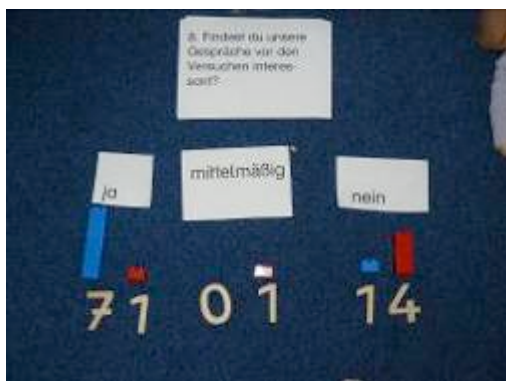 8. Findest du unsere
Gespräche vor den
Versuchen interes-
sant?
ja
mittelmäßig
nein
7 1 0 1 1 4